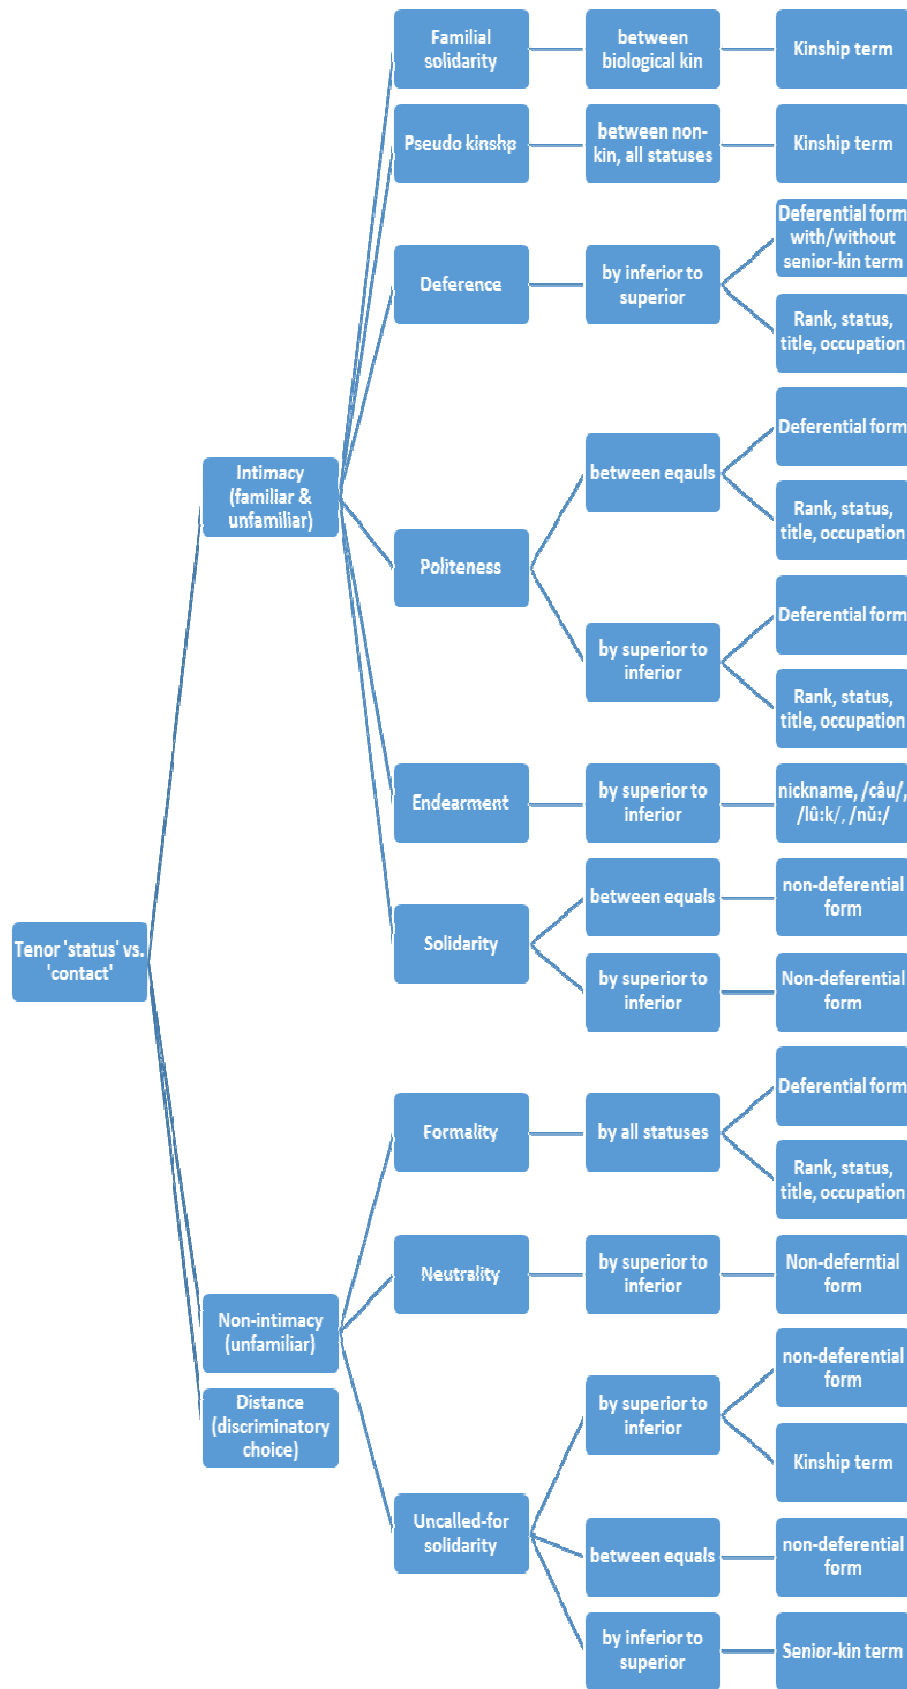 Familial
solidarity
between
biological kin
Kinship term
Pseudo kinshp
between non-
kin, all statuses
Kinship term
Deference
by inferior to
superior
Deferential form
with/without
senior-kin term
Rank, status,
title, occupation
Intimacy
(familiar &
unfamiliar)
Politeness
between eqauls
Deferential form
Rank, status,
title, occupation
by superior to
inferior
Deferential form
Rank, status,
title, occupation
Endearment
by superior to
inferior
nickname, /câu/,
/lûːk/, /nǔː/
Solidarity
between equals
non-deferential
form
by superior to
inferior
Non-deferential
form
Tenor 'status' vs.
'contact'
Formality
by all statuses
Deferential form
Rank, status,
title, occupation
Non-intimacy
(unfamiliar)
Neutrality
by superior to
inferior
Non-deferntial
form
Uncalled-for
solidarity
by superior to
inferior
non-deferential
form
Kinship term
between equals
non-deferential
form
by inferior to
superior
Senior-kin term
Distance
(discriminatory
choice)